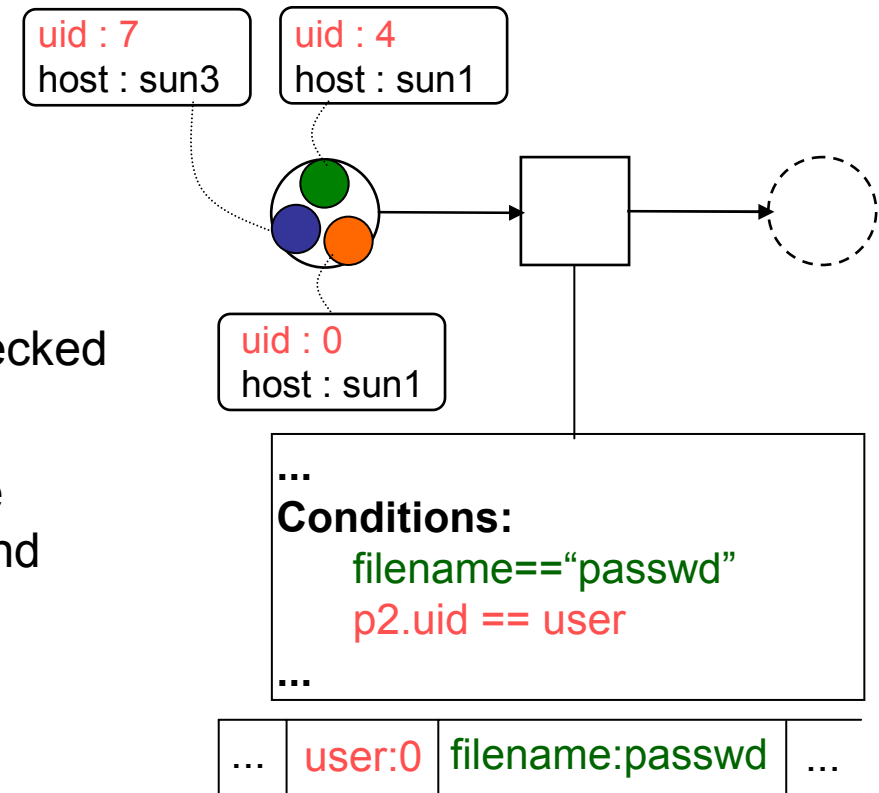 uid : 7
host : sun3
uid : 4
host : sun1
uid : 0
host : sun1
ecked
e
nd
...
Conditions:
filename==“passwd”
p2.uid == user
...
... user:0 filename:passwd ...